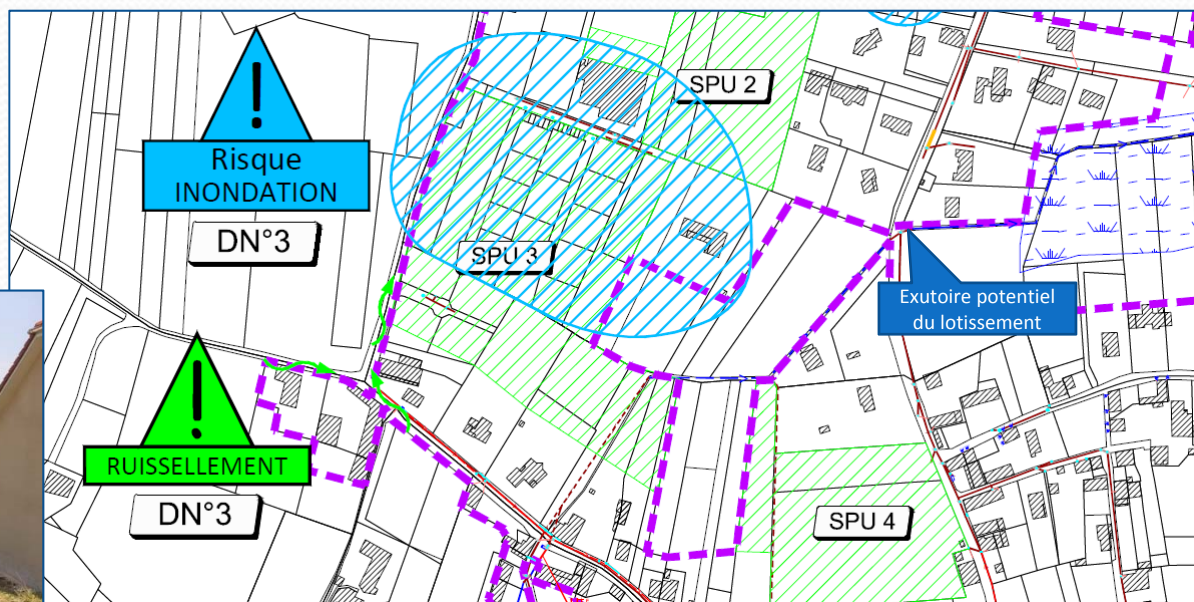 SPU 2
!
Risque
INONDATION
DN°3
SPU 3
Exutoire potentiel
du lotissement
!
RUISSELLEMENT
DN°3
SPU 4